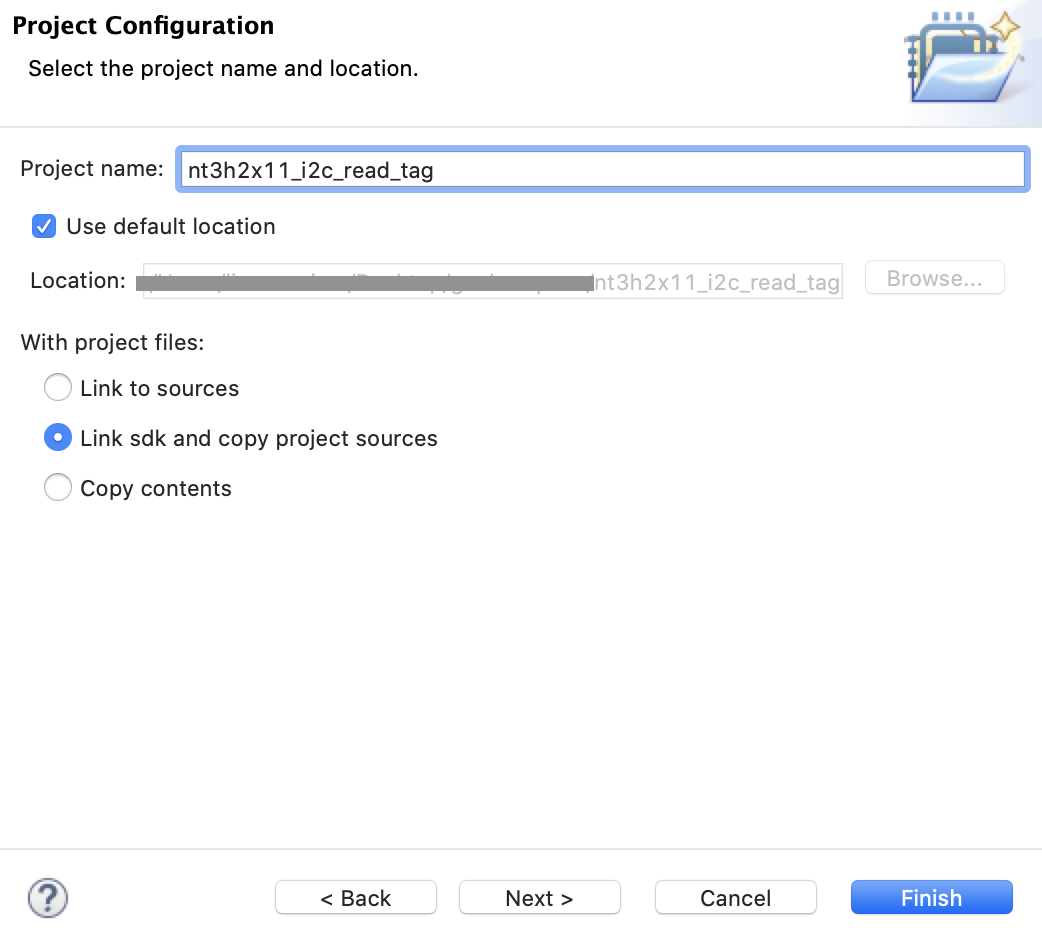 Project Configuration
Select the project name and location.
Project name: nt3h2x11_i2c_read_tag
Use default location
Location: /nt3h2x11_i2c_read_tag Browse...
With project files:
Link to sources
Link sdk and copy project sources
Copy contents
? < Back Next > Cancel Finish